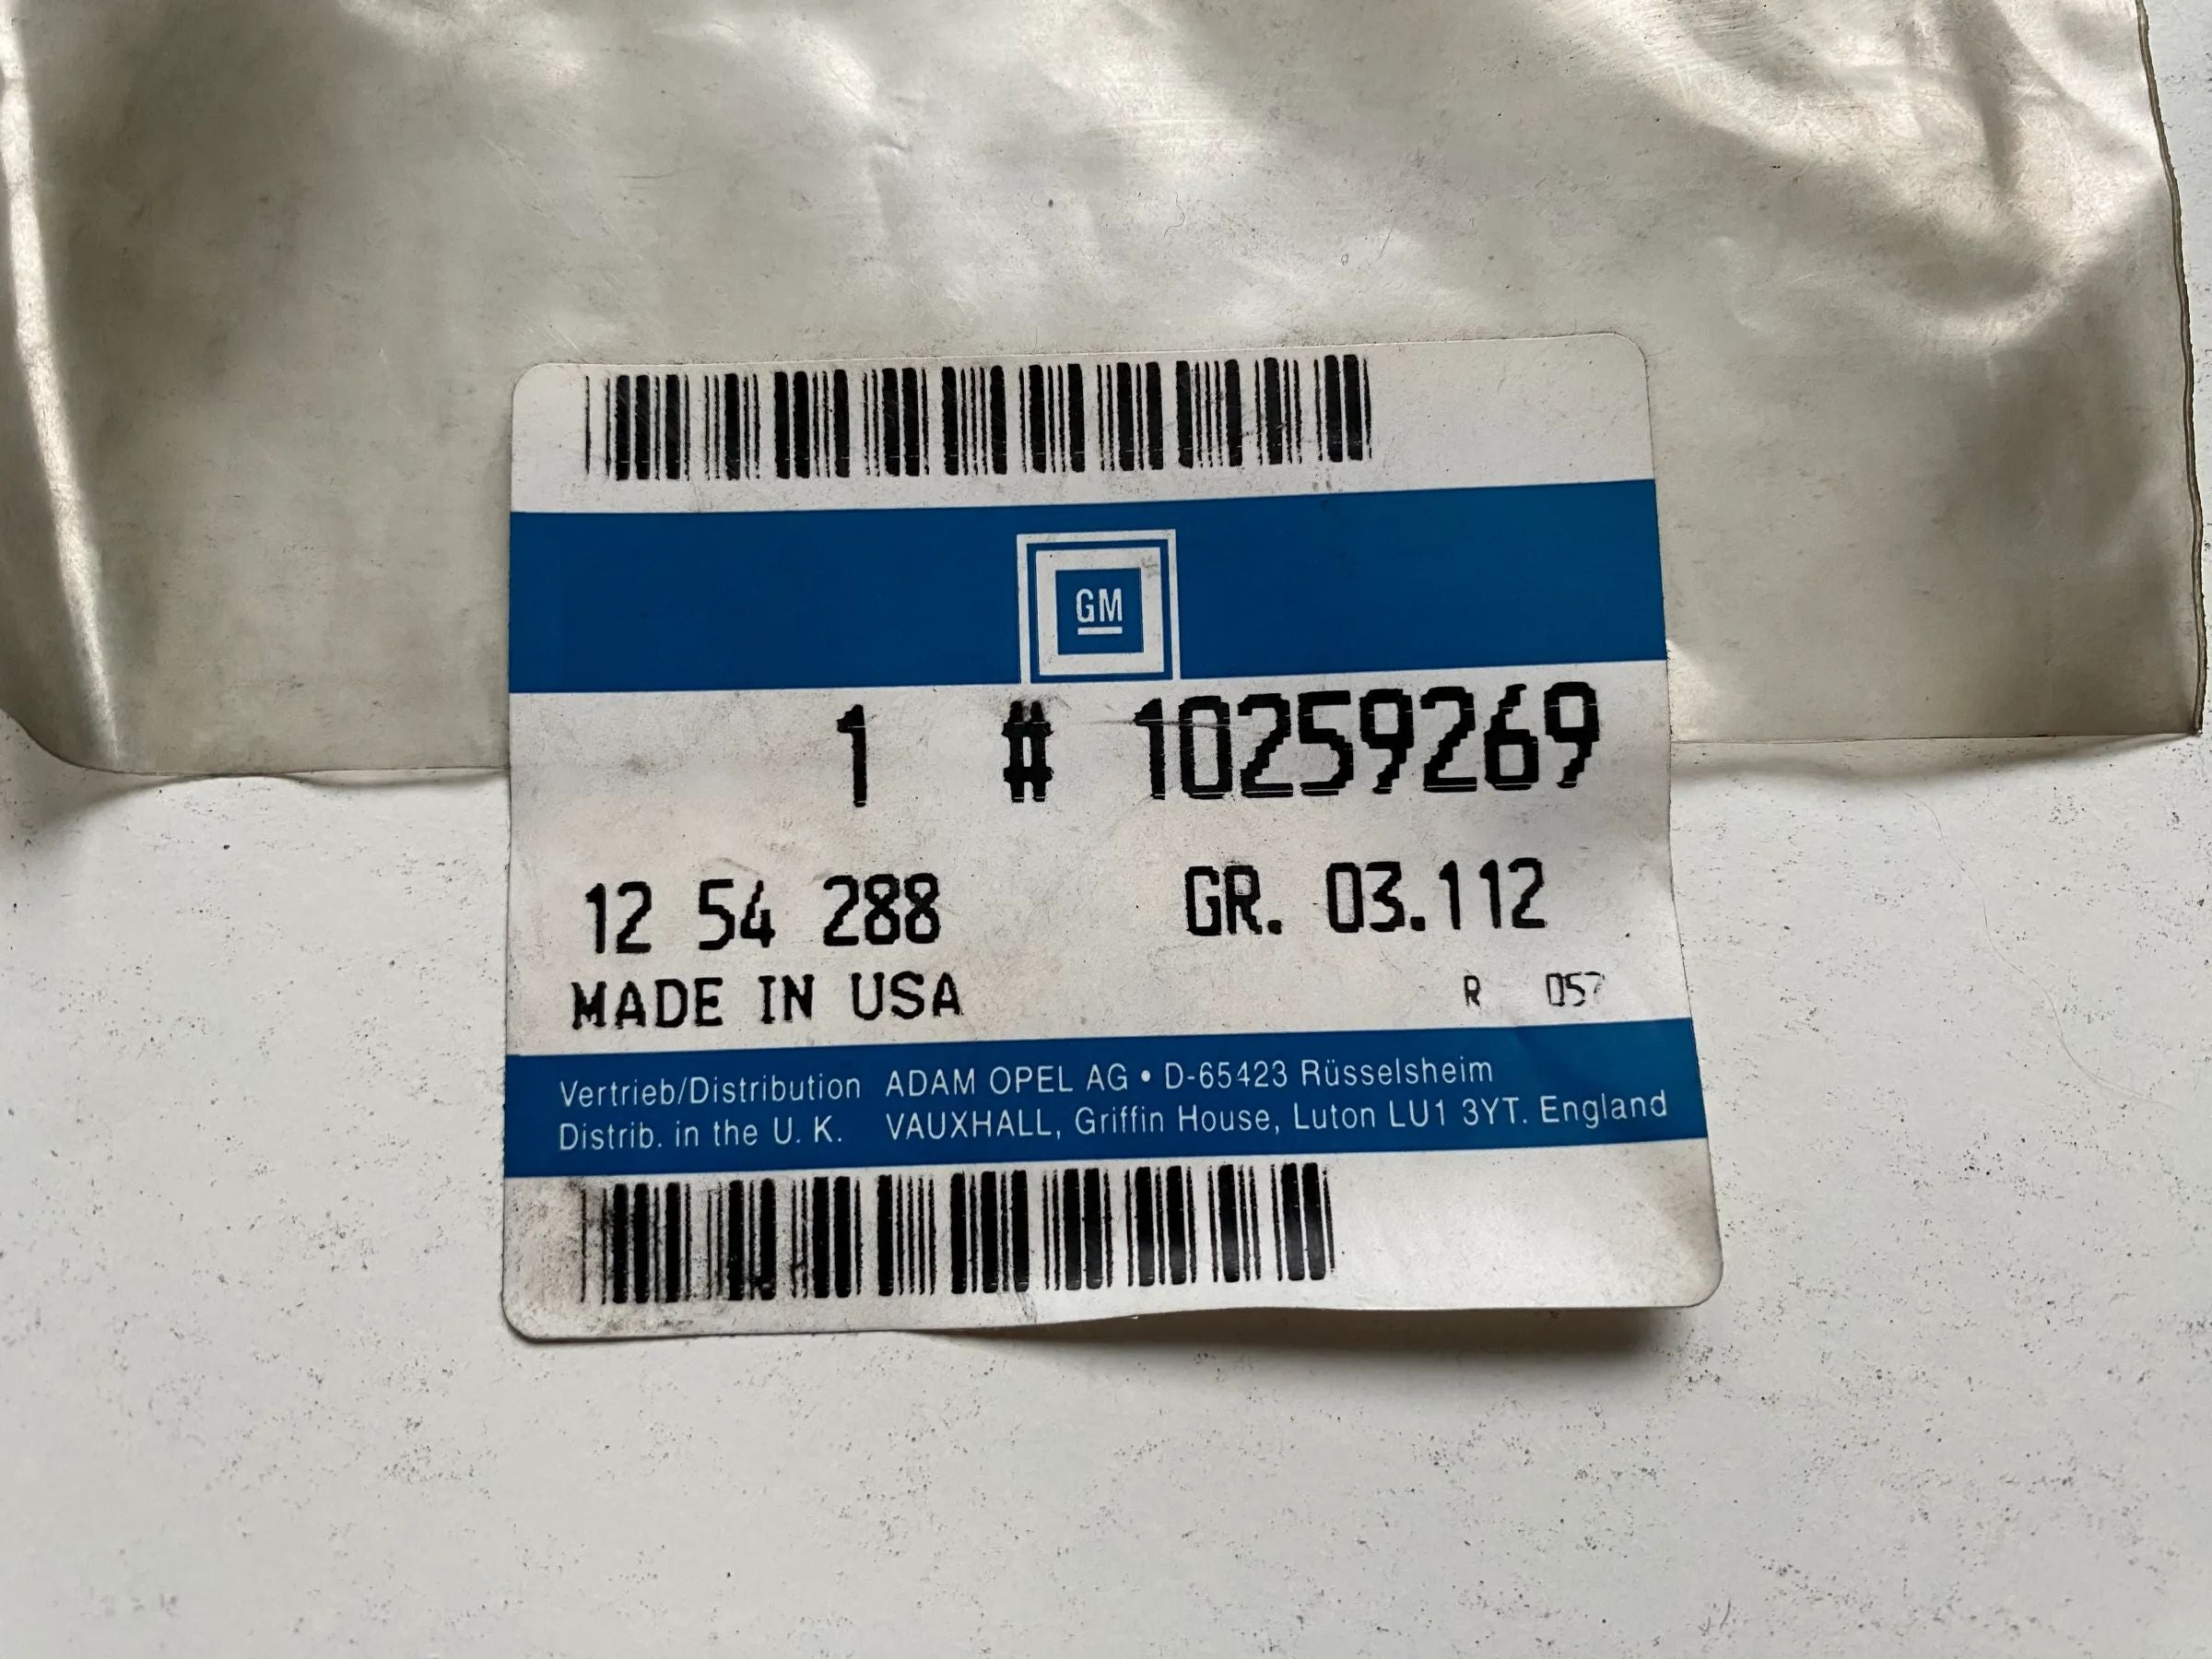 GM
1 # 10259269
12 54 288 GR. 03.112
MADE IN USA R 057
Vertrieb/Distribution ADAM OPEL AG • D-65423 Rüsselsheim
Distrib. in the U. K. VAUXHALL, Griffin House, Luton LU1 3YT. England